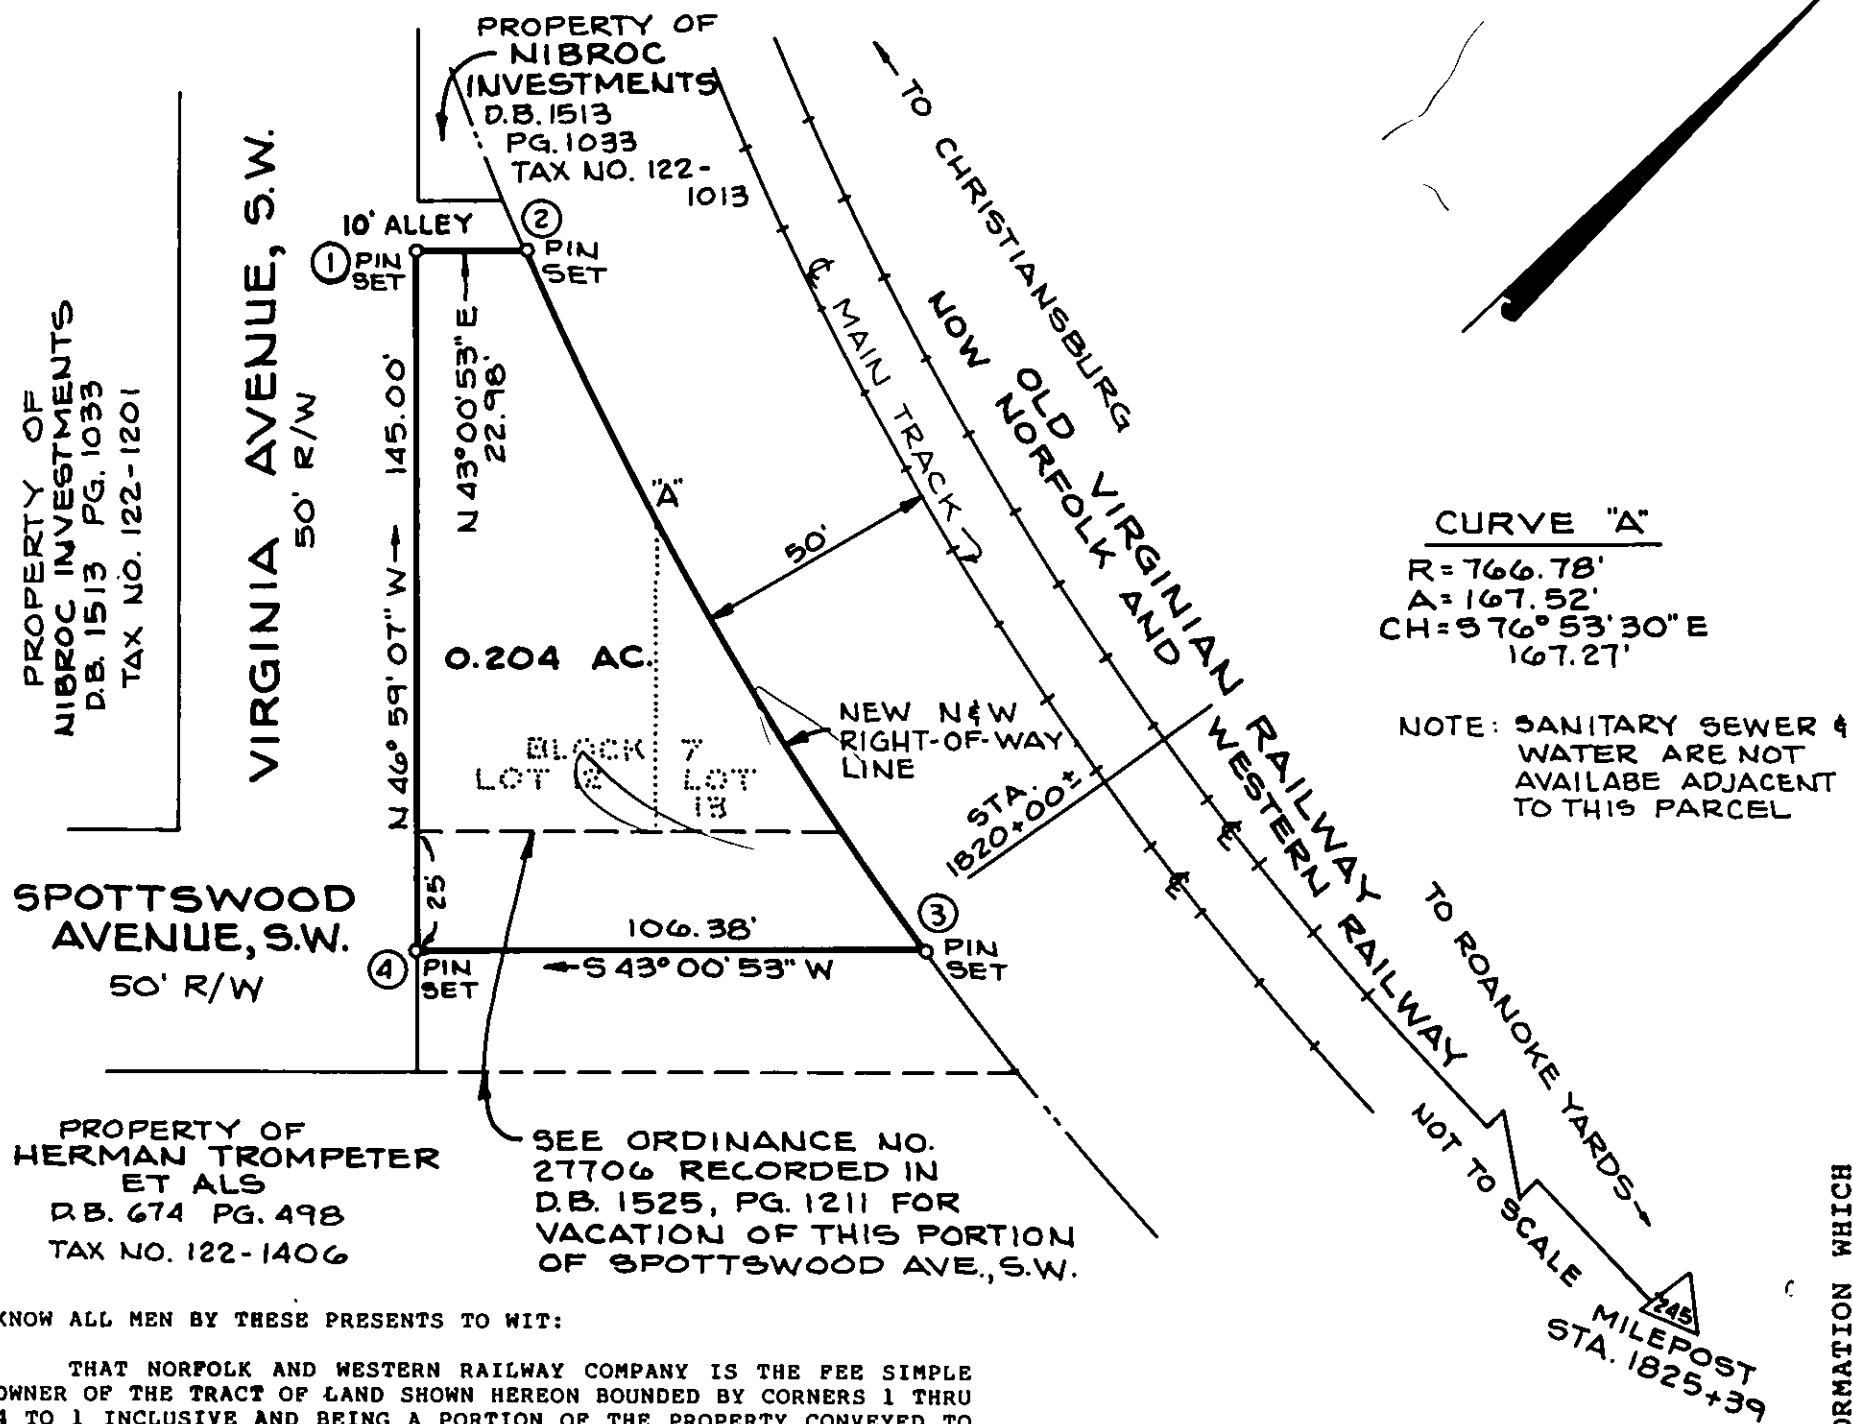 PROPERTY OF
NIBROC
INVESTMENTS
D.B. 1513
PG. 1033
TAX NO. 122-
1013
10' ALLEY
1
PIN
SET
2
PIN
SET
N 43° 00' 53" E
22.98'
N 46° 59' 07" W
145.00'
VIRGINIA AVENUE, S.W.
50' R/W
PROPERTY OF
NIBROC INVESTMENTS
D.B. 1513 PG. 1033
TAX NO. 122-1201
"A"
50'
0.204 AC.
BLOCK 7
LOT 12
LOT
13
NEW N&W
RIGHT-OF-WAY
LINE
℄ MAIN TRACK
TO CHRISTIANSBURG
OLD VIRGINIAN RAILWAY
NOW NORFOLK AND WESTERN RAILWAY
STA.
1820+00±
℄
℄
CURVE "A"
R=766.78'
A=167.52'
CH=S76° 53' 30" E
167.27'
NOTE: SANITARY SEWER &
WATER ARE NOT
AVAILABE ADJACENT
TO THIS PARCEL
SPOTTSWOOD
AVENUE, S.W.
50' R/W
25'
106.38'
S 43° 00' 53" W
3
PIN
SET
4
PIN
SET
TO ROANOKE YARDS
NOT TO SCALE
245
MILEPOST
STA. 1825+39
PROPERTY OF
HERMAN TROMPETER
ET ALS
D.B. 674 PG. 498
TAX NO. 122-1406
SEE ORDINANCE NO.
27706 RECORDED IN
D.B. 1525, PG. 1211 FOR
VACATION OF THIS PORTION
OF SPOTTSWOOD AVE., S.W.
KNOW ALL MEN BY THESE PRESENTS TO WIT:
THAT NORFOLK AND WESTERN RAILWAY COMPANY IS THE FEE SIMPLE
OWNER OF THE TRACT OF LAND SHOWN HEREON BOUNDED BY CORNERS 1 THRU
4 TO 1 INCLUSIVE AND BEING A PORTION OF THE PROPERTY CONVEYED TO
WHICH